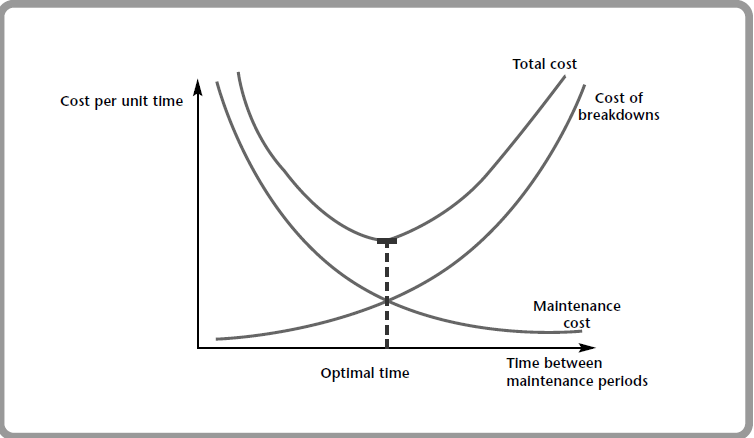 Total cost
Cost per unit time
Cost of
breakdowns
Maintenance
cost
Optimal time
Time between
maintenance periods